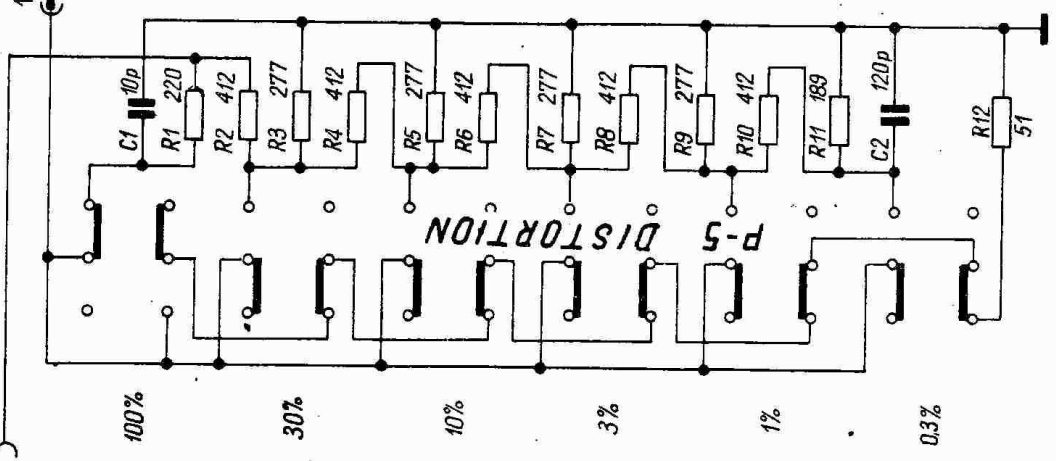 1
C1
10p
R1
220
R2
412
R3
277
R4
412
R5
277
R6
412
R7
277
R8
412
R9
277
R10
412
R11
189
C2
120p
R12
51
P-5 DISTORTION
100%
30%
10%
3%
1%
0,3%